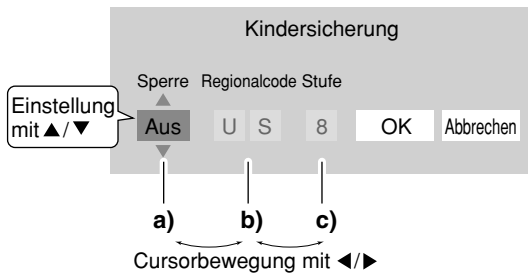 Kindersicherung
Sperre Regionalcode Stufe
Einstellung
mit ▲/▼
Aus U S 8 OK Abbrechen
a) b) c)
Cursorbewegung mit ◀/▶